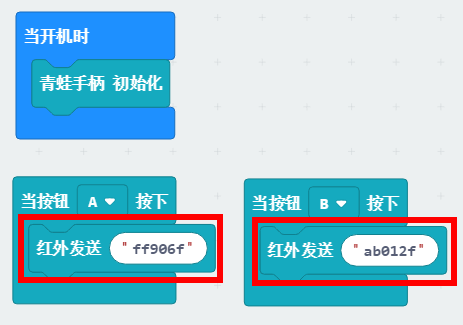 当开机时
青蛙手柄 初始化
当按钮 A 按下
红外发送 "ff906f"
当按钮 B 按下
红外发送 "ab012f"